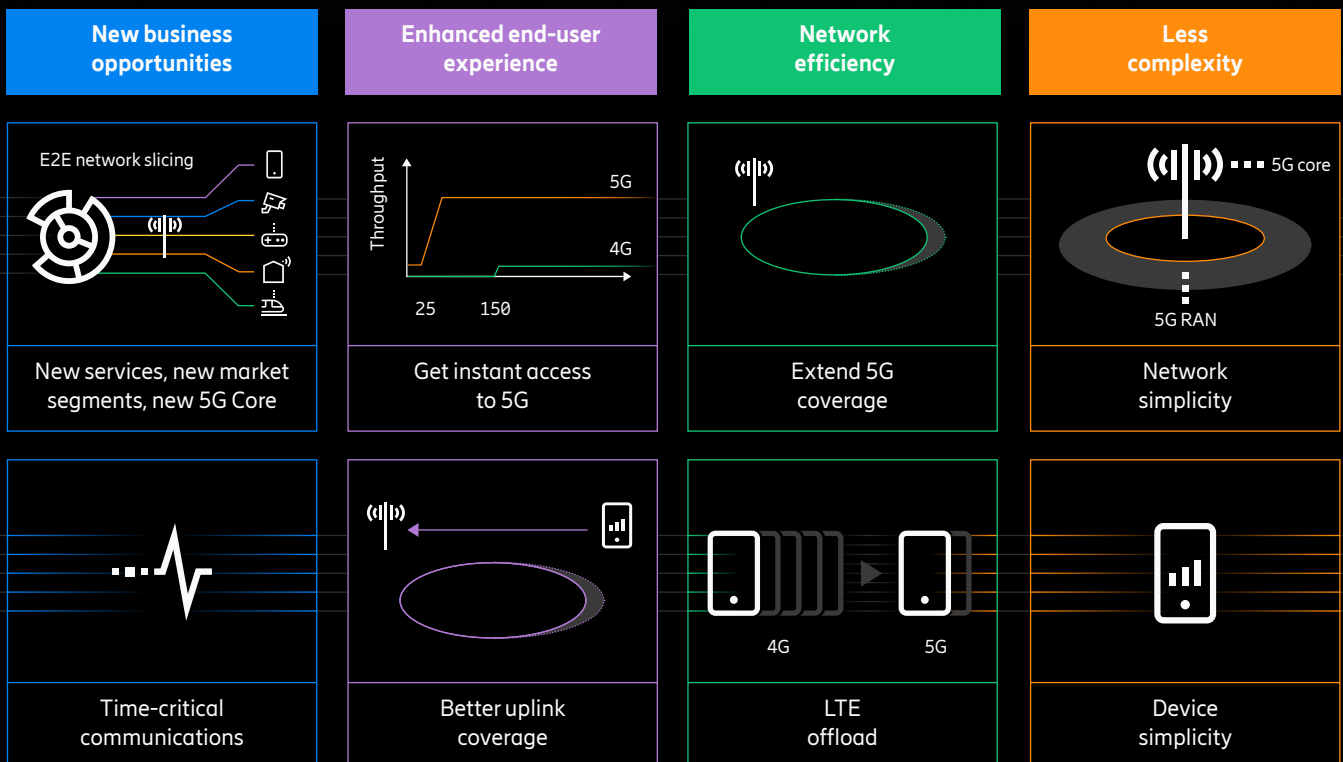 New business
opportunities
Enhanced end-user
experience
Network
efficiency
Less
complexity
E2E network slicing
New services, new market
segments, new 5G Core
Throughput
5G
4G
25
150
Get instant access
to 5G
Extend 5G
coverage
5G core
5G RAN
Network
simplicity
Time-critical
communications
Better uplink
coverage
4G
5G
LTE
offload
Device
simplicity